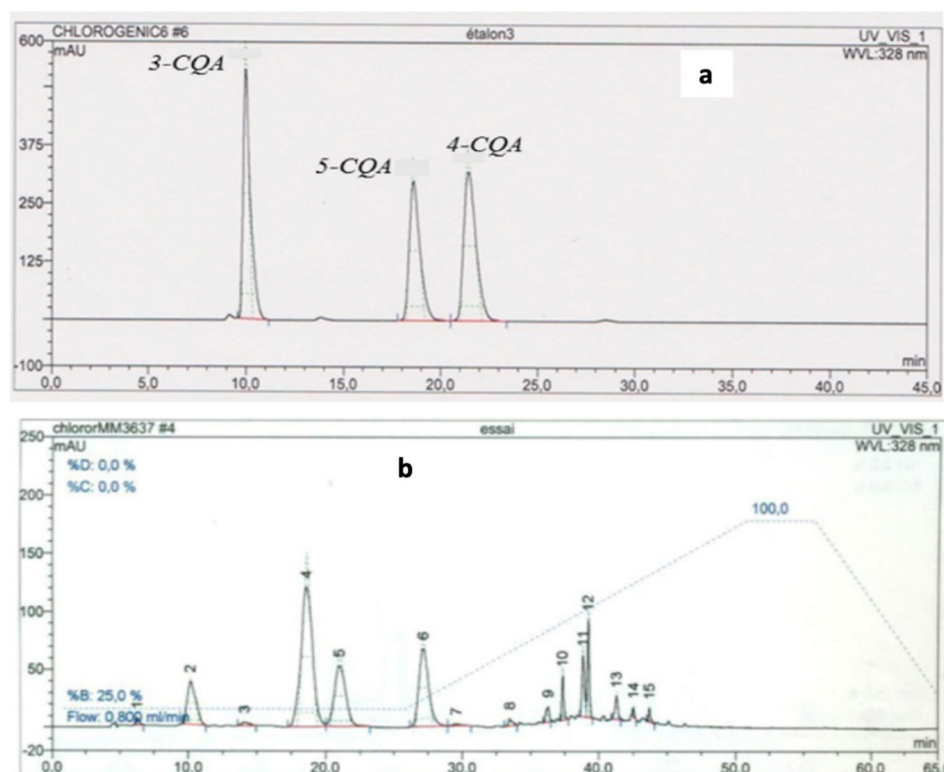 CHLOROGENIC6 #6 étalon3 UV_VIS_1
600 mAU WVL:328 nm
a
3-CQA
5-CQA 4-CQA
375
250
125
-100
min
0,0 5,0 10,0 15,0 20,0 25,0 30,0 35,0 40,0 45,0
chlororMM3637 #4 essai UV_VIS_1
250 mAU WVL:328 nm
%D: 0,0 %
%C: 0,0 %
b
200
100,0
150
100
50
%B: 25,0 %
Flow: 0,800 ml/min
1 2 3 4 5 6 7 8 9 10 11 12 13 14 15
-20
min
0,0 10,0 20,0 30,0 40,0 50,0 60,0 65,0